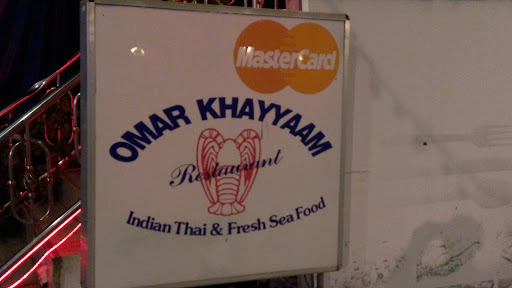 MasterCard
OMAR KHAYYAAM
Restaurant
Indian Thai & Fresh Sea Food